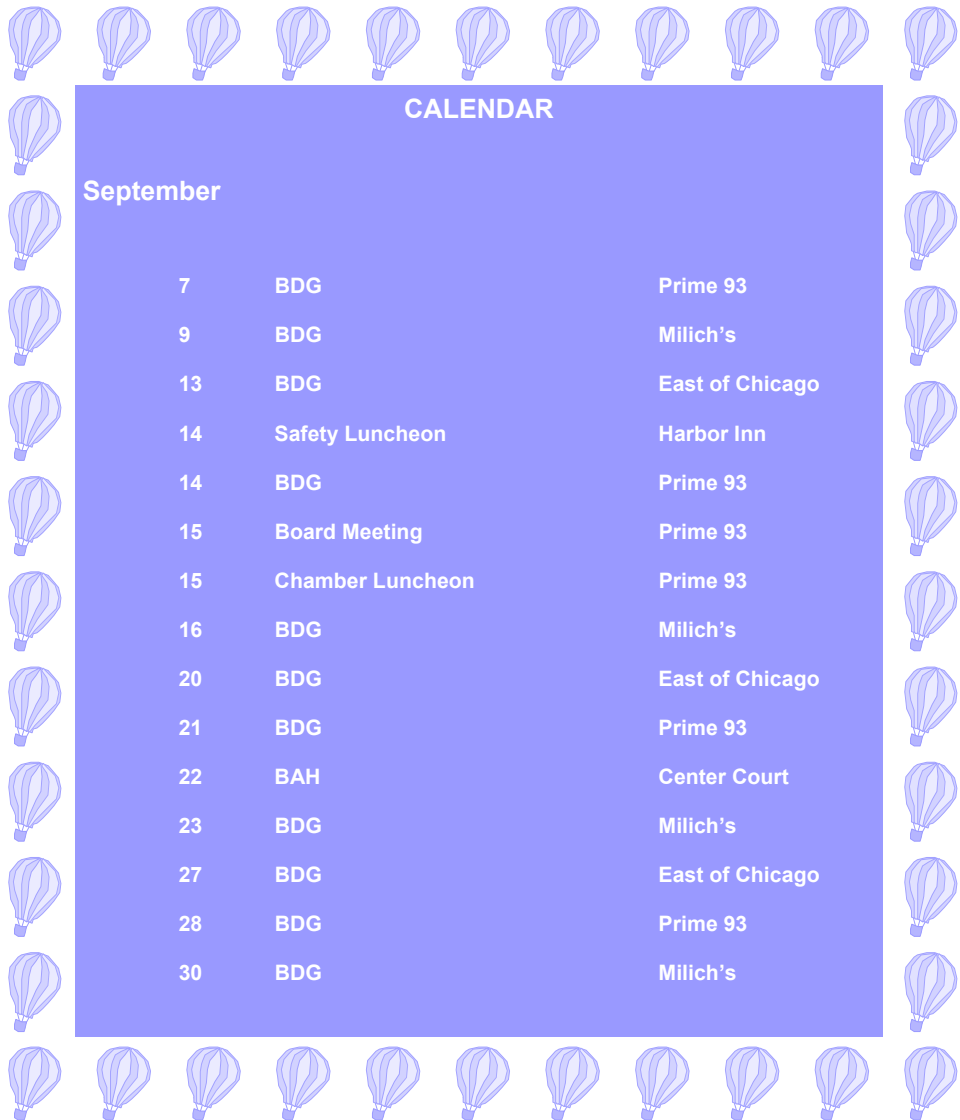 CALENDAR
September
7 BDG Prime 93
9 BDG Milich’s
13 BDG East of Chicago
14 Safety Luncheon Harbor Inn
14 BDG Prime 93
15 Board Meeting Prime 93
15 Chamber Luncheon Prime 93
16 BDG Milich’s
20 BDG East of Chicago
21 BDG Prime 93
22 BAH Center Court
23 BDG Milich’s
27 BDG East of Chicago
28 BDG Prime 93
30 BDG Milich’s